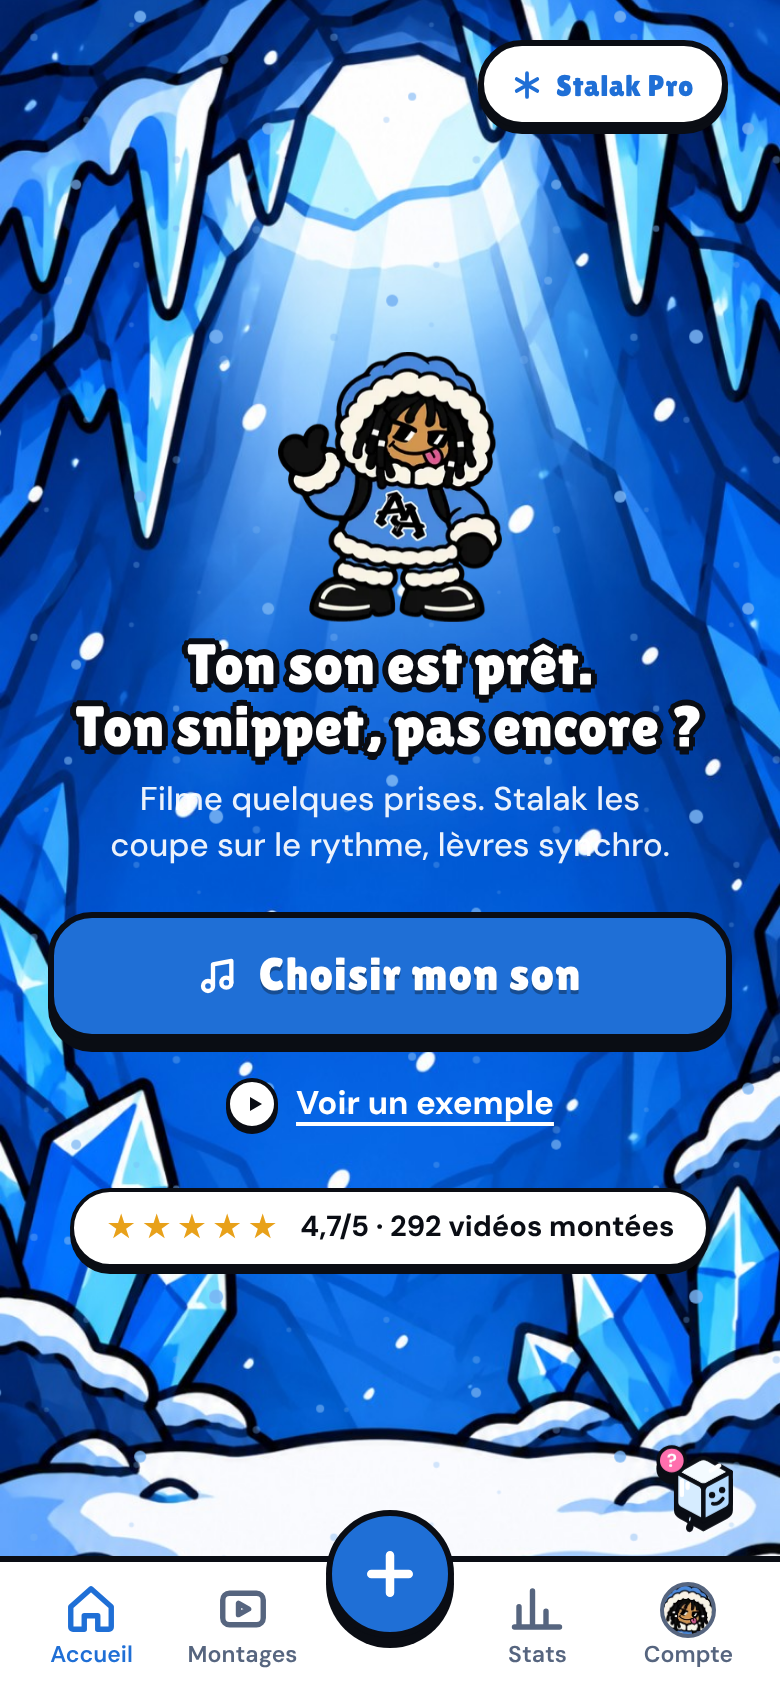 Stalak Pro
AA
Ton son est prêt.
Ton snippet, pas encore ?
Filme quelques prises. Stalak les
coupe sur le rythme, lèvres synchro.
Choisir mon son
Voir un exemple
★★★★★ 4,7/5 · 292 vidéos montées
?
Accueil
Montages
Stats
Compte